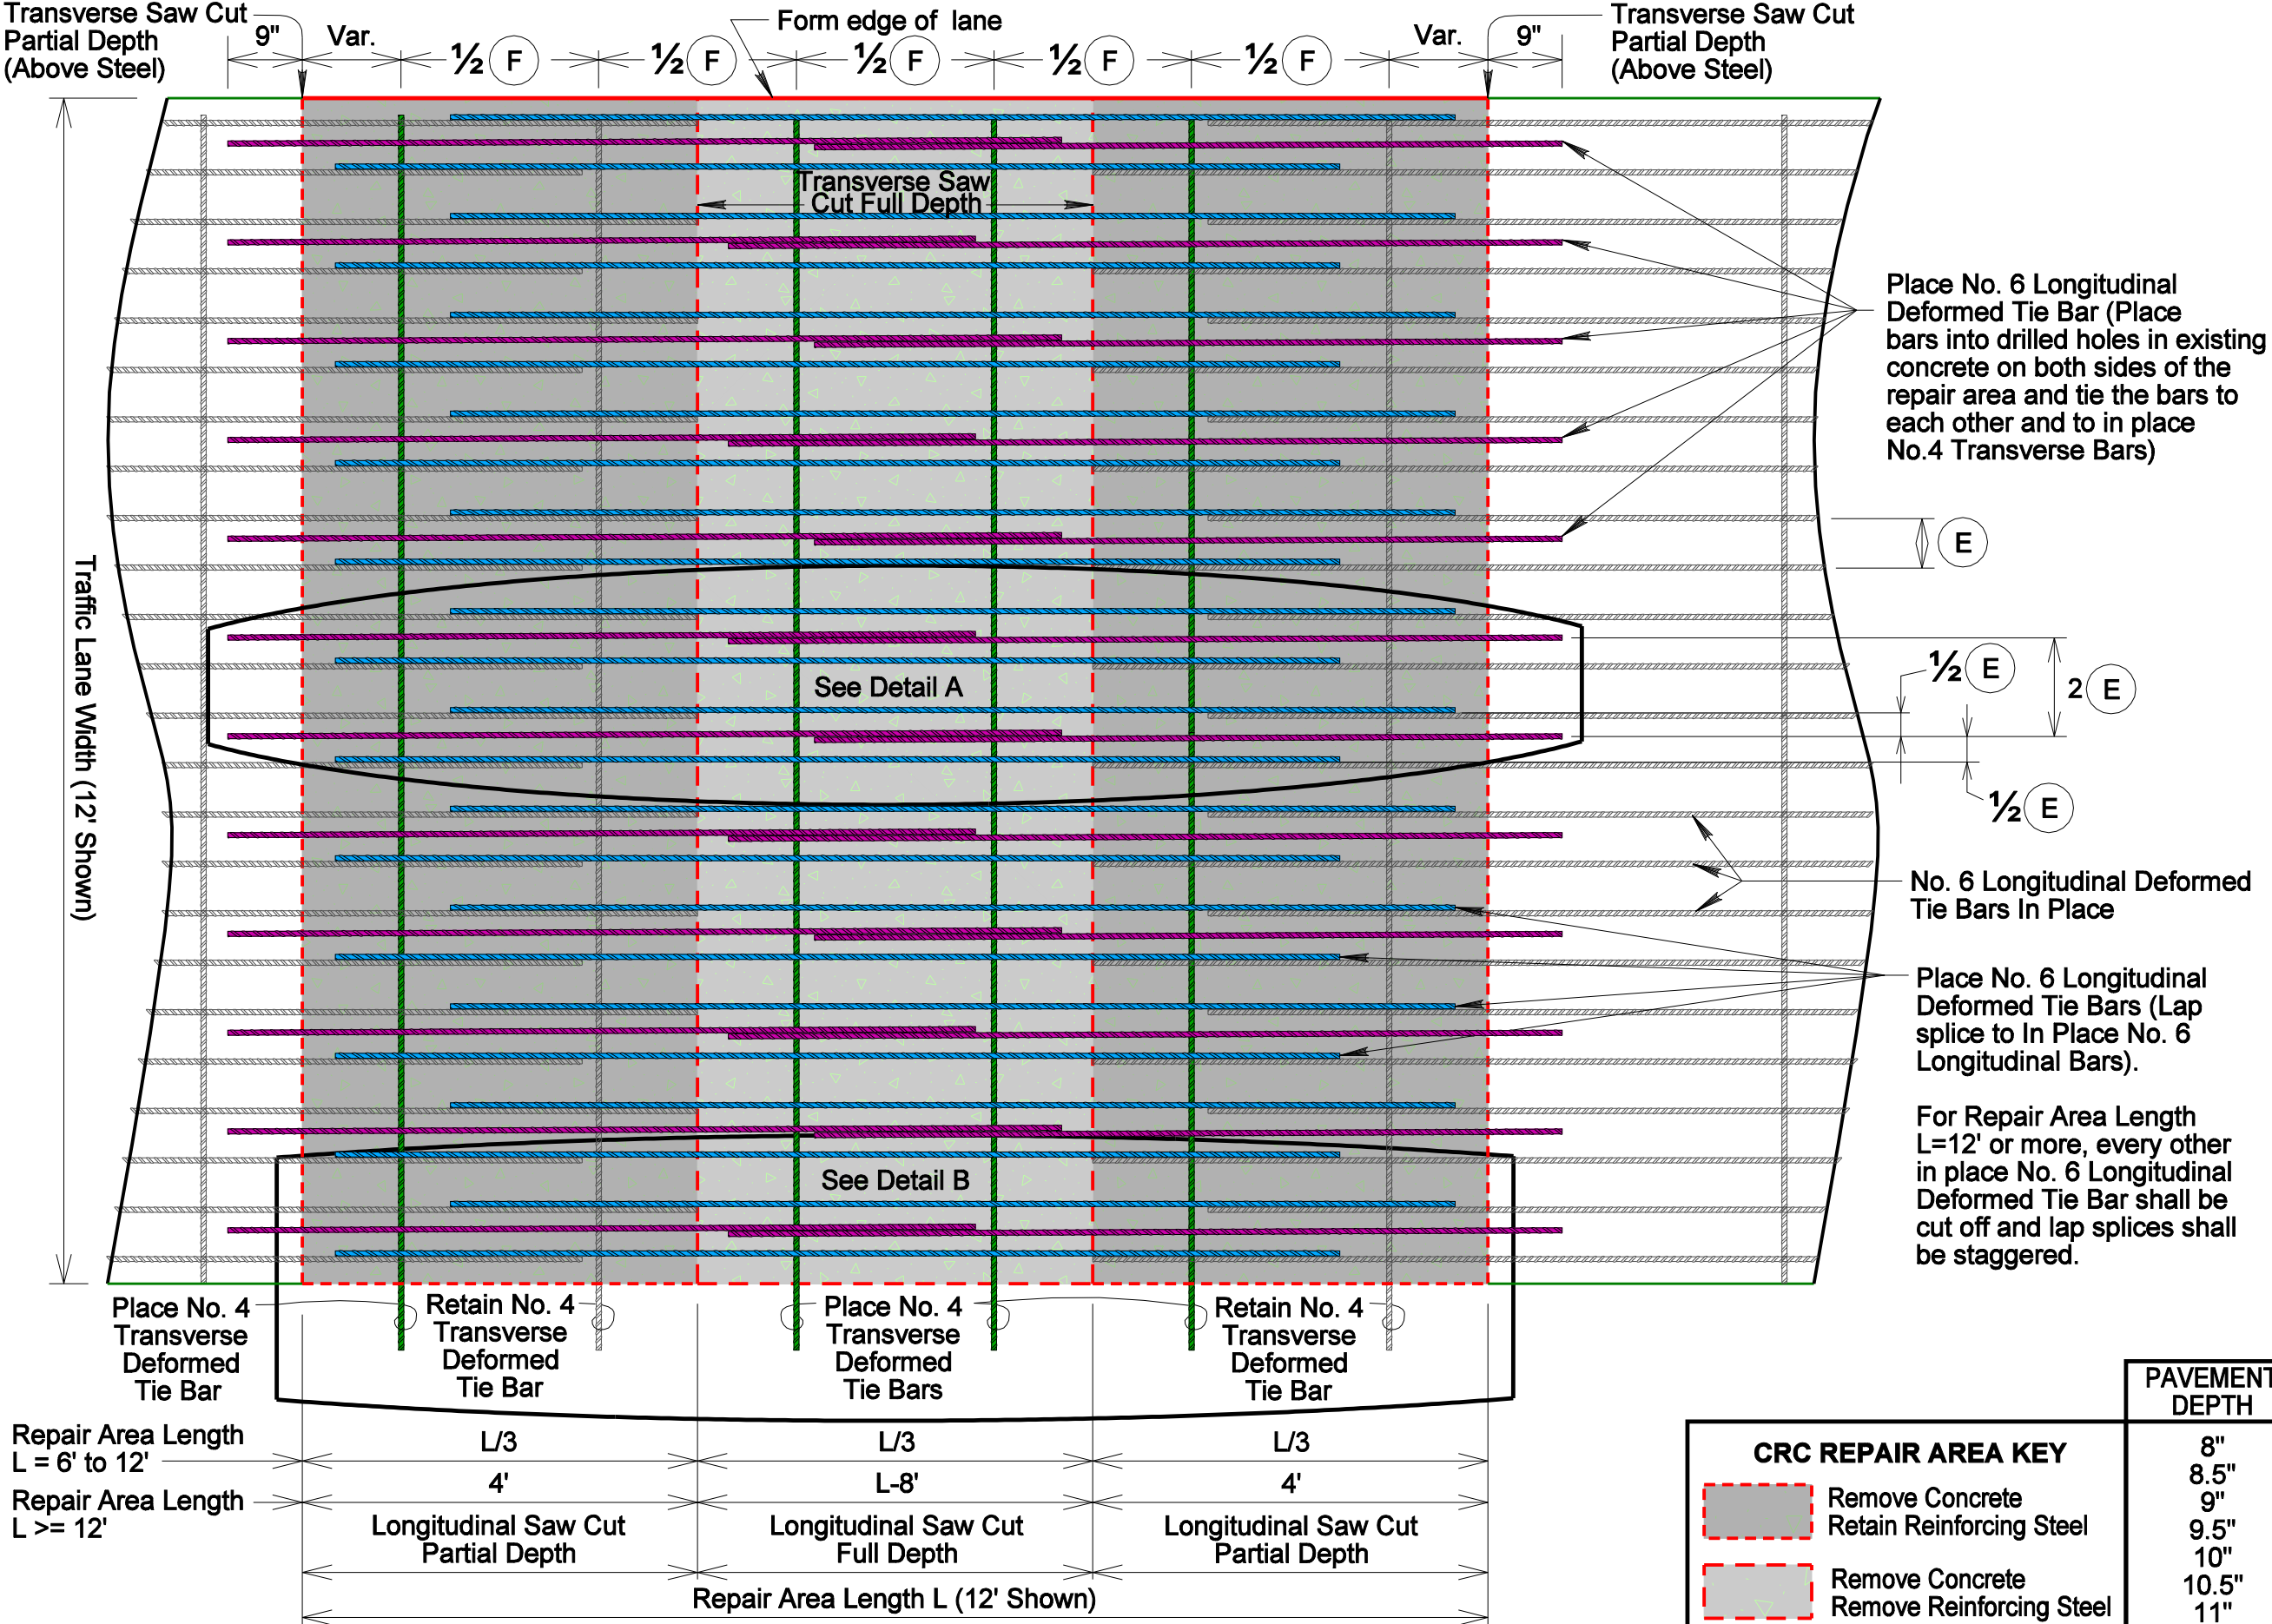 Transverse Saw Cut
Partial Depth
(Above Steel)
9"
Var.
½ F
½ F
Form edge of lane
½ F
½ F
½ F
Var.
9"
Transverse Saw Cut
Partial Depth
(Above Steel)
Transverse Saw
Cut Full Depth
Place No. 6 Longitudinal
Deformed Tie Bar (Place
bars into drilled holes in existing
concrete on both sides of the
repair area and tie the bars to
each other and to in place
No.4 Transverse Bars)
E
½ E
2 E
½ E
See Detail A
Traffic Lane Width (12' Shown)
No. 6 Longitudinal Deformed
Tie Bars In Place
Place No. 6 Longitudinal
Deformed Tie Bars (Lap
splice to In Place No. 6
Longitudinal Bars).
For Repair Area Length
L=12' or more, every other
in place No. 6 Longitudinal
Deformed Tie Bar shall be
cut off and lap splices shall
be staggered.
See Detail B
Place No. 4
Transverse
Deformed
Tie Bar
Retain No. 4
Transverse
Deformed
Tie Bar
Place No. 4
Transverse
Deformed
Tie Bars
Retain No. 4
Transverse
Deformed
Tie Bar
Repair Area Length
L = 6' to 12'
L/3
L/3
L/3
Repair Area Length
L >= 12'
4'
L-8'
4'
Longitudinal Saw Cut
Partial Depth
Longitudinal Saw Cut
Full Depth
Longitudinal Saw Cut
Partial Depth
Repair Area Length L (12' Shown)
CRC REPAIR AREA KEY
Remove Concrete
Retain Reinforcing Steel
Remove Concrete
Remove Reinforcing Steel
PAVEMENT
DEPTH
8"
8.5"
9"
9.5"
10"
10.5"
11"